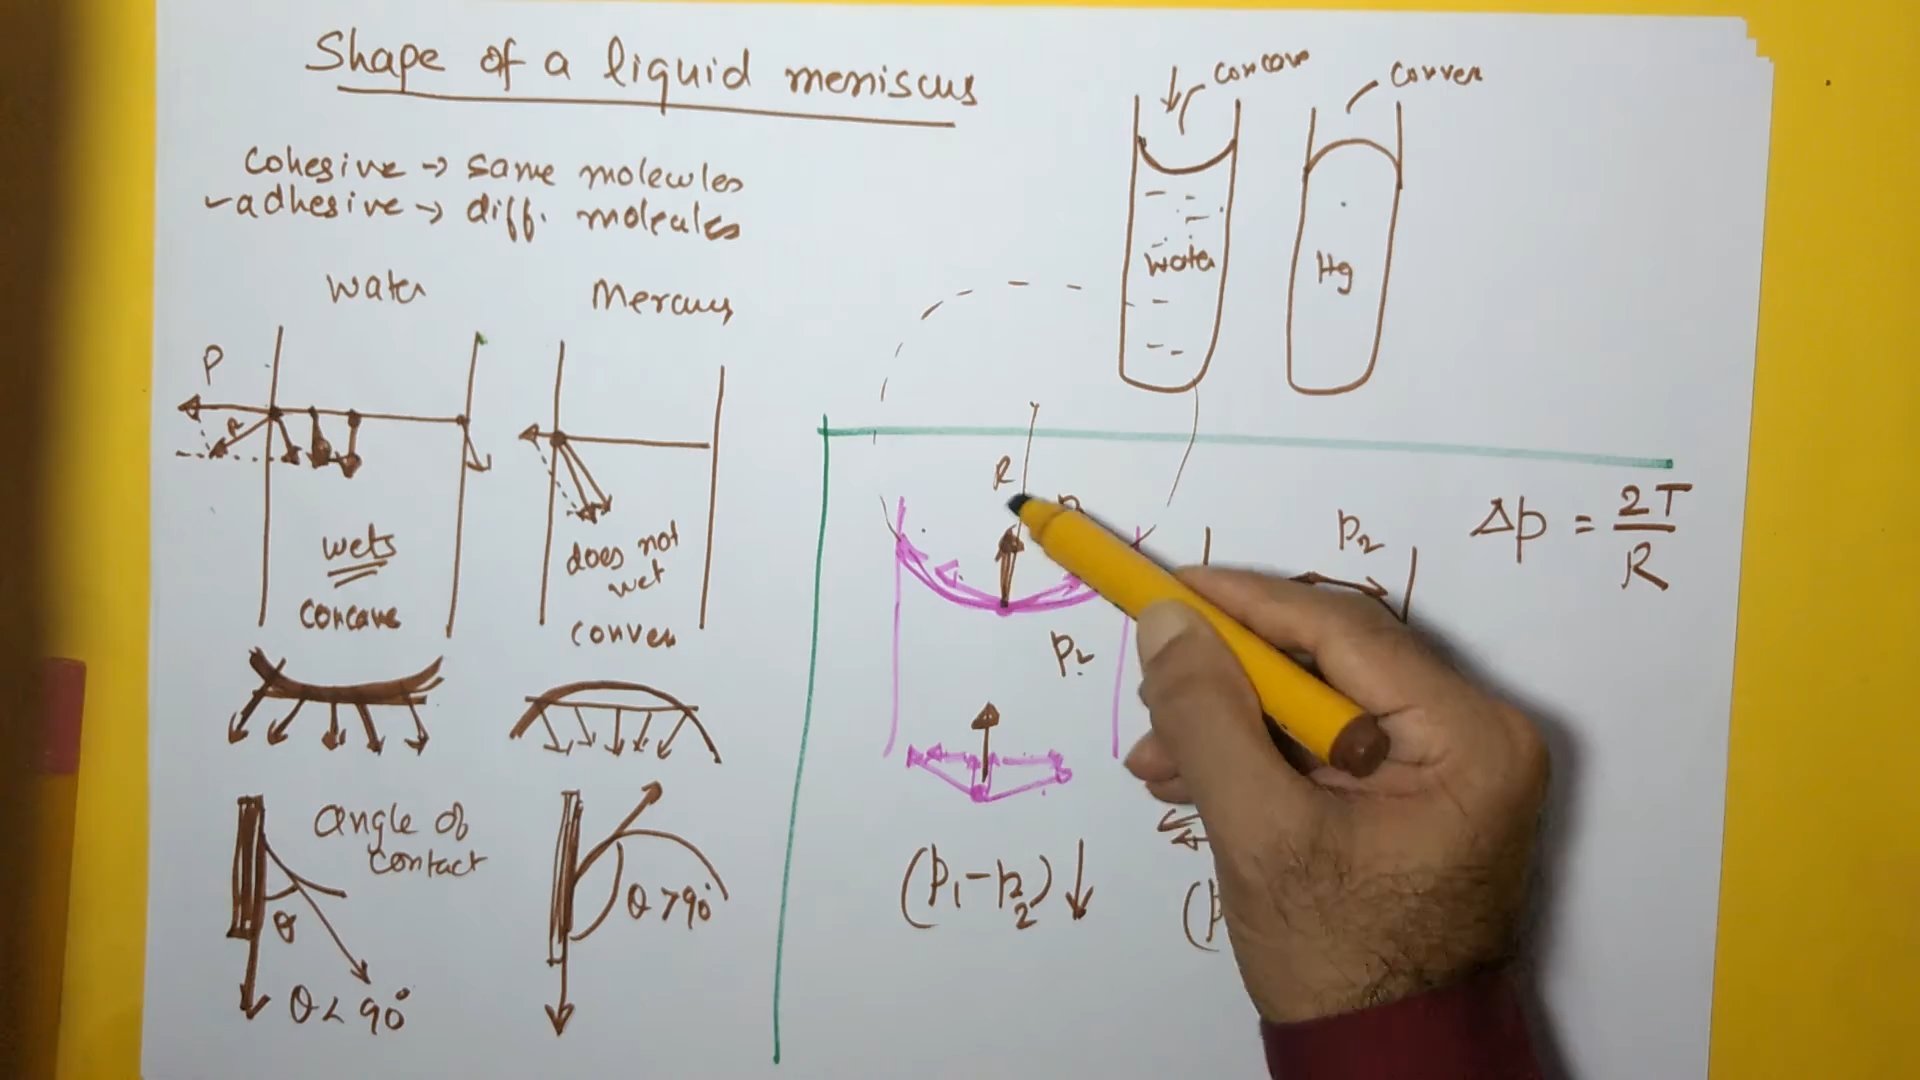 Shape of a liquid meniscus
Cohesive → same molecules
adhesive → diff. molecules
concave
convex
water
Hg
water
Mercury
P
R
wets
concave
does not
wet
convex
angle of
contact
θ
θ < 90°
θ > 90°
R
P2
(P1-P2)↓
P2
Δp = 2T/R